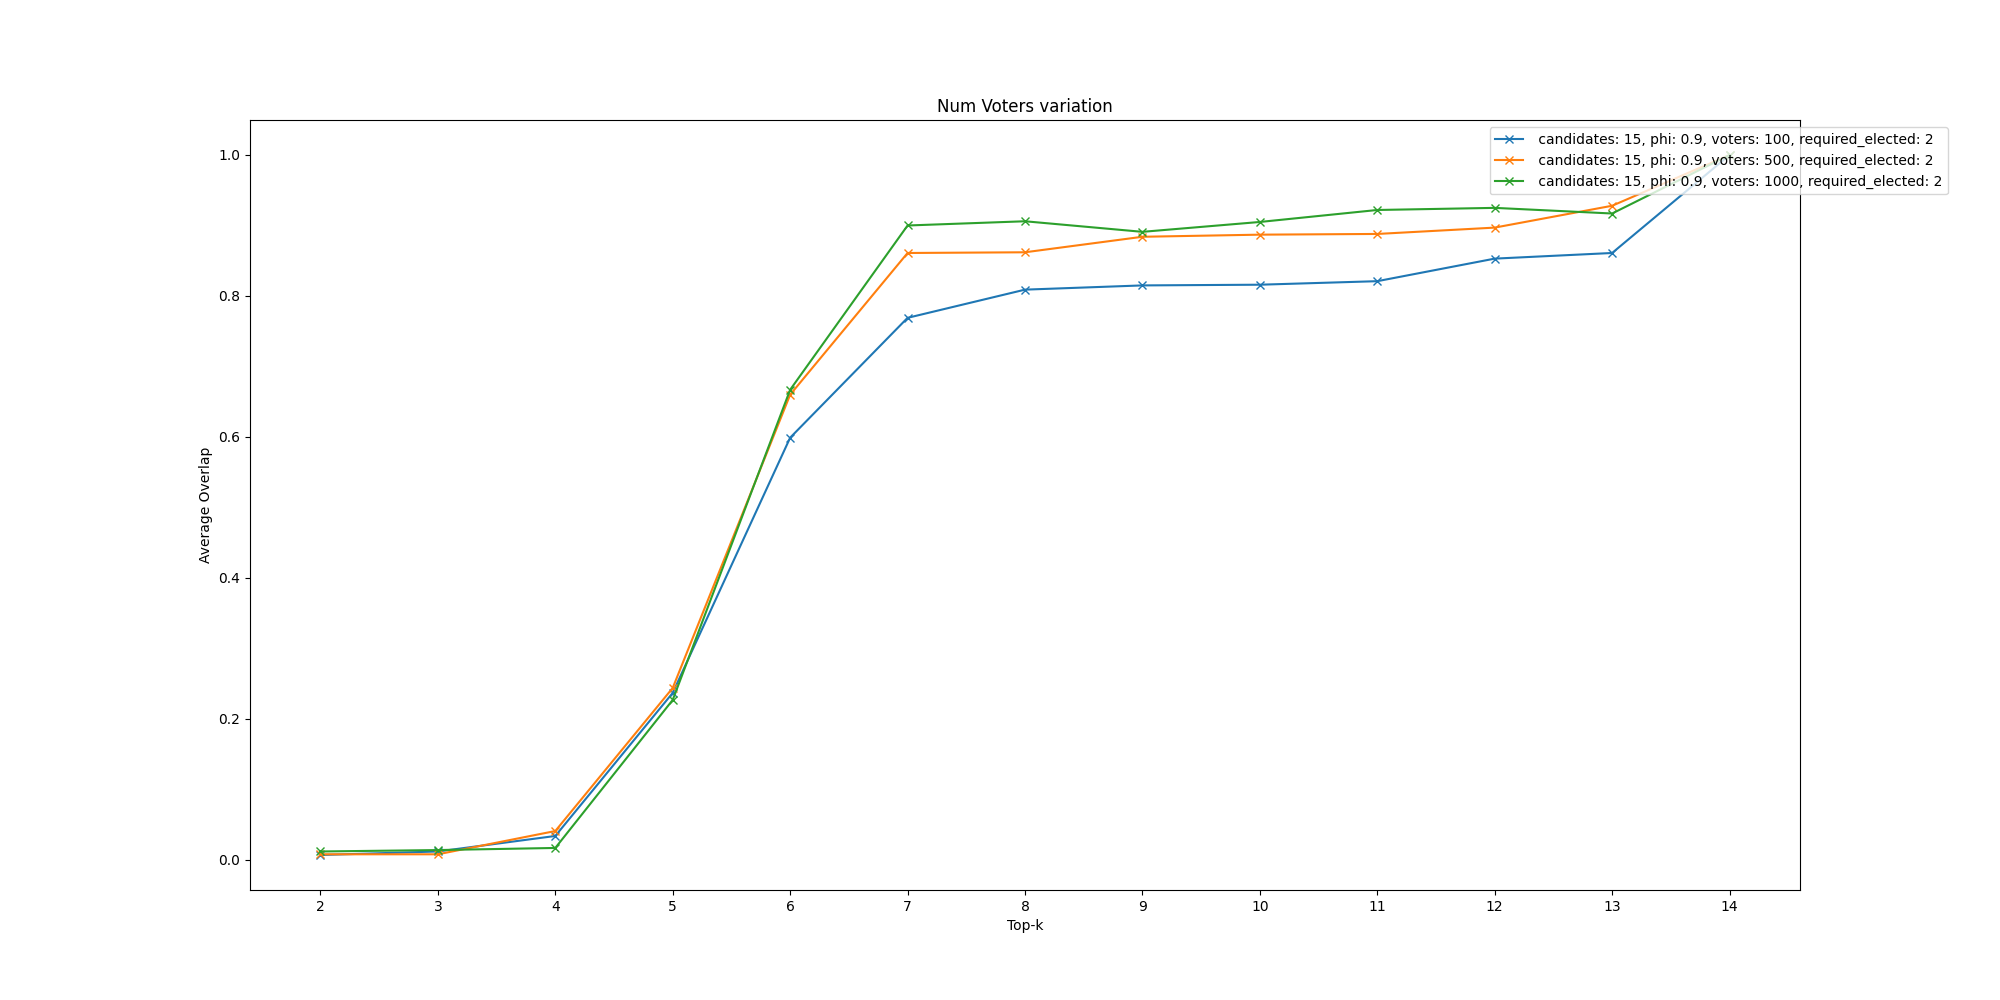 Num Voters variation
candidates: 15, phi: 0.9, voters: 100, required_elected: 2
candidates: 15, phi: 0.9, voters: 500, required_elected: 2
candidates: 15, phi: 0.9, voters: 1000, required_elected: 2
1.0
0.8
0.6
0.4
0.2
0.0
Average Overlap
2 3 4 5 6 7 8 9 10 11 12 13 14
Top-k